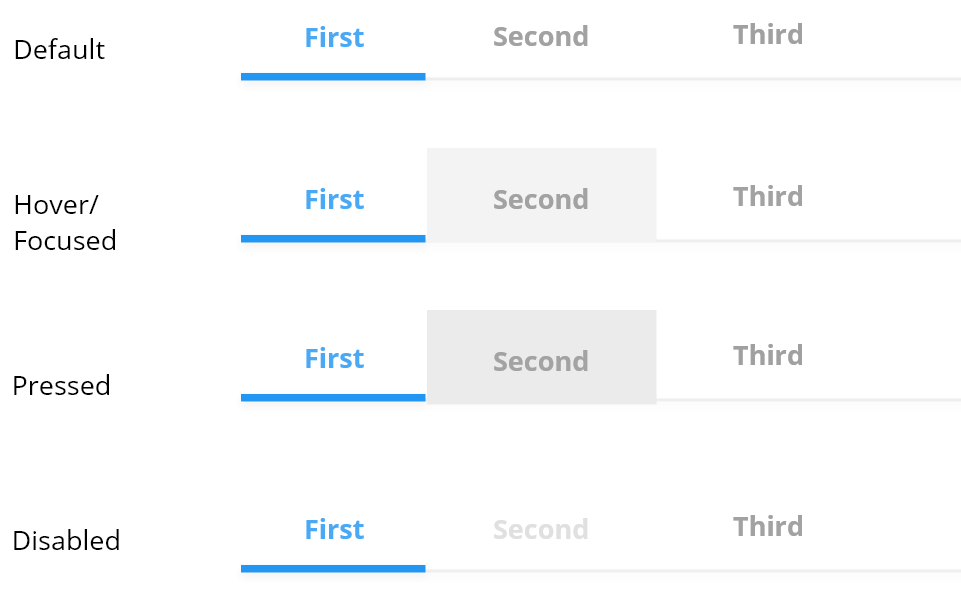 Default First Second Third
Hover/
Focused First Second Third
Pressed First Second Third
Disabled First Second Third